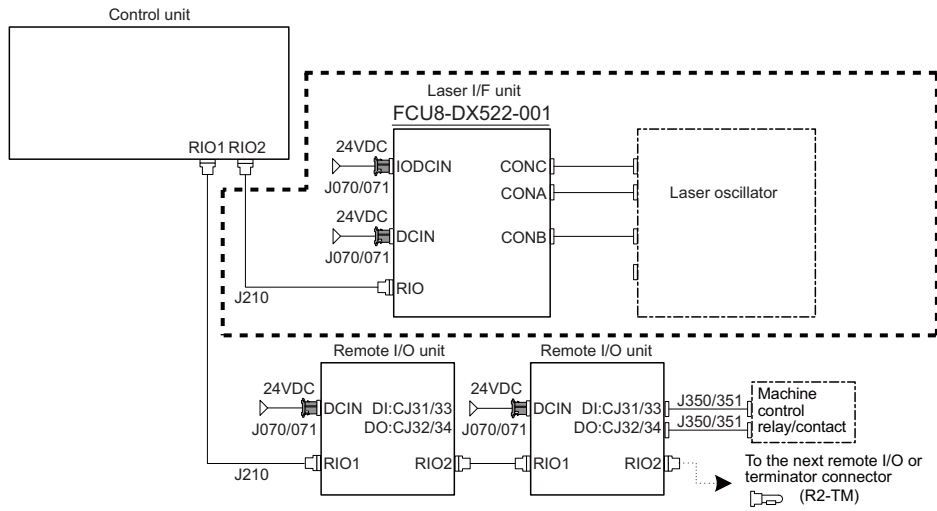 Control unit
RIO1 RIO2
Laser I/F unit
FCU8-DX522-001
24VDC
IODCIN
J070/071
24VDC
DCIN
J070/071
RIO
J210
CONC
CONA
CONB
Laser oscillator
Remote I/O unit
24VDC
DCIN
DI:CJ31/33
DO:CJ32/34
J070/071
J210
RIO1
RIO2
Remote I/O unit
24VDC
DCIN
DI:CJ31/33
DO:CJ32/34
J070/071
RIO1
RIO2
J350/351
J350/351
Machine
control
relay/contact
To the next remote I/O or
terminator connector
(R2-TM)